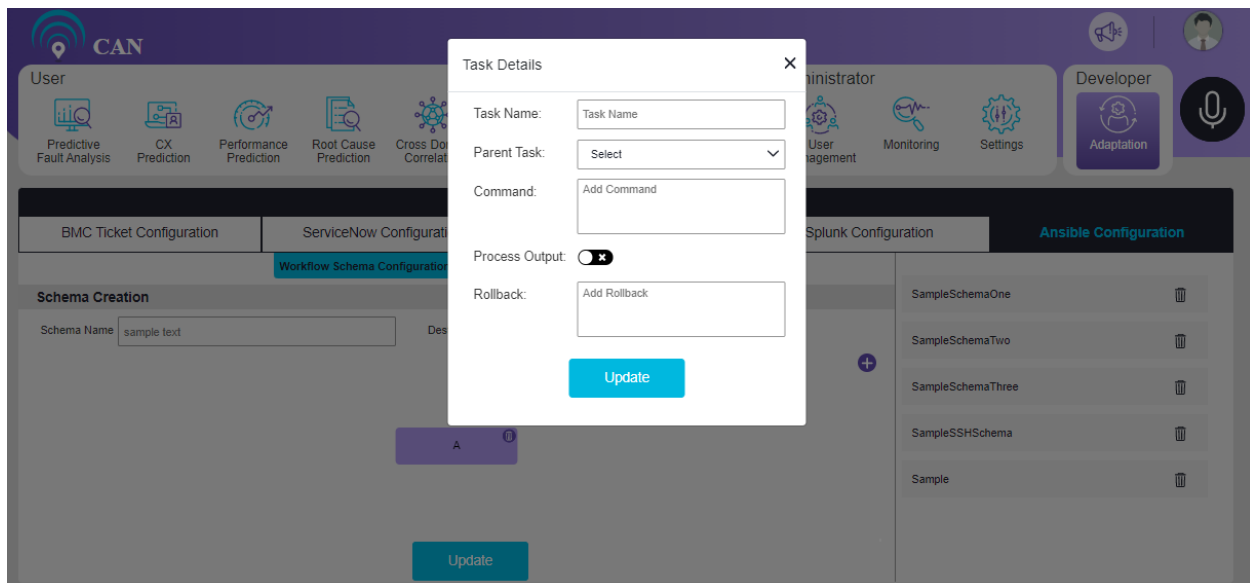 CAN
User
Predictive
Fault Analysis
CX
Prediction
Performance
Prediction
Root Cause
Prediction
Cross Do
Correlat
ministrator
User
nagement
Monitoring
Settings
Developer
Adaptation
BMC Ticket Configuration
ServiceNow Configurati
Splunk Configuration
Ansible Configuration
Workflow Schema Configuration
Schema Creation
Schema Name
sample text
Des
A
Update
Task Details
Task Name:
Task Name
Parent Task:
Select
Command:
Add Command
Process Output:
Rollback:
Add Rollback
Update
SampleSchemaOne
SampleSchemaTwo
SampleSchemaThree
SampleSSHSchema
Sample